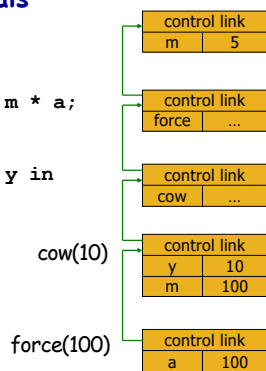 control link
m 5
m * a;
control link
force ...
y in
control link
cow ...
cow(10)
control link
y 10
m 100
force(100)
control link
a 100